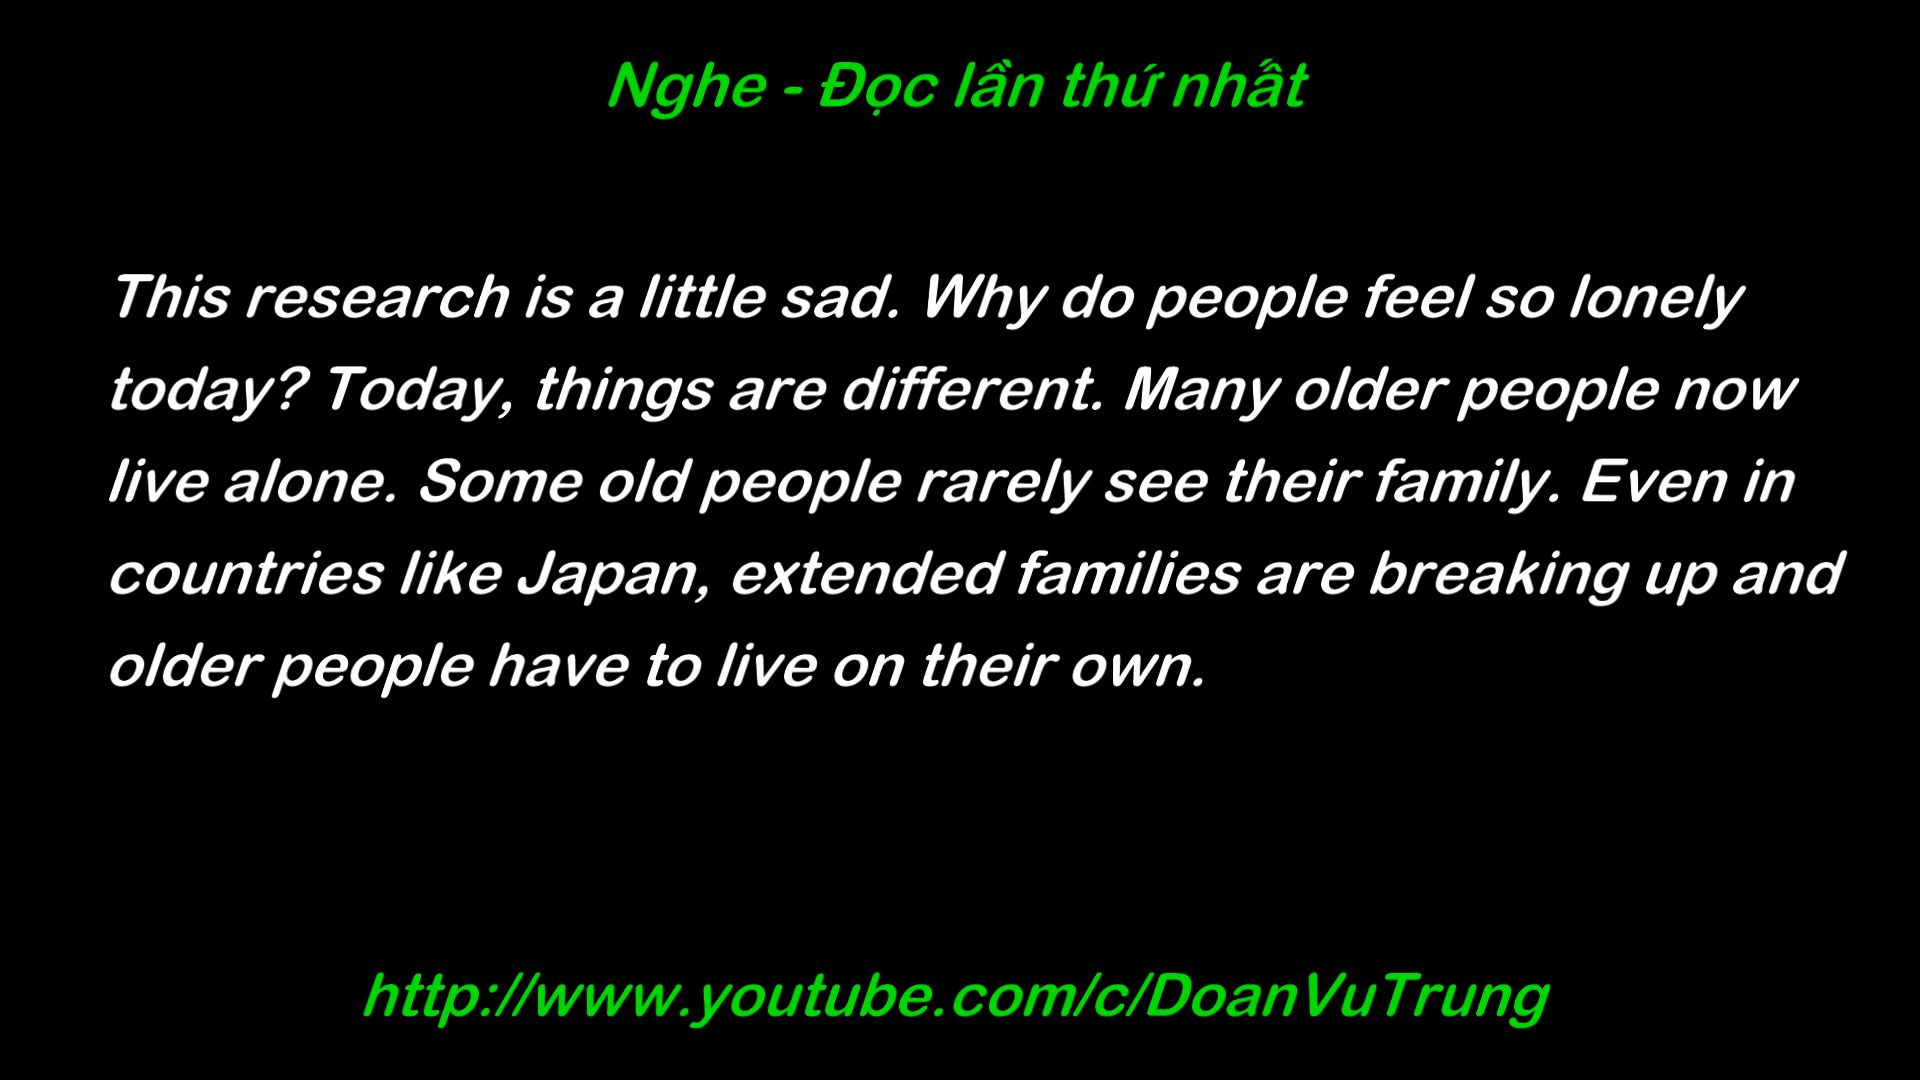 Nghe - Đọc lần thứ nhất
This research is a little sad. Why do people feel so lonely
today? Today, things are different. Many older people now
live alone. Some old people rarely see their family. Even in
countries like Japan, extended families are breaking up and
older people have to live on their own.
http://www.youtube.com/c/DoanVuTrung